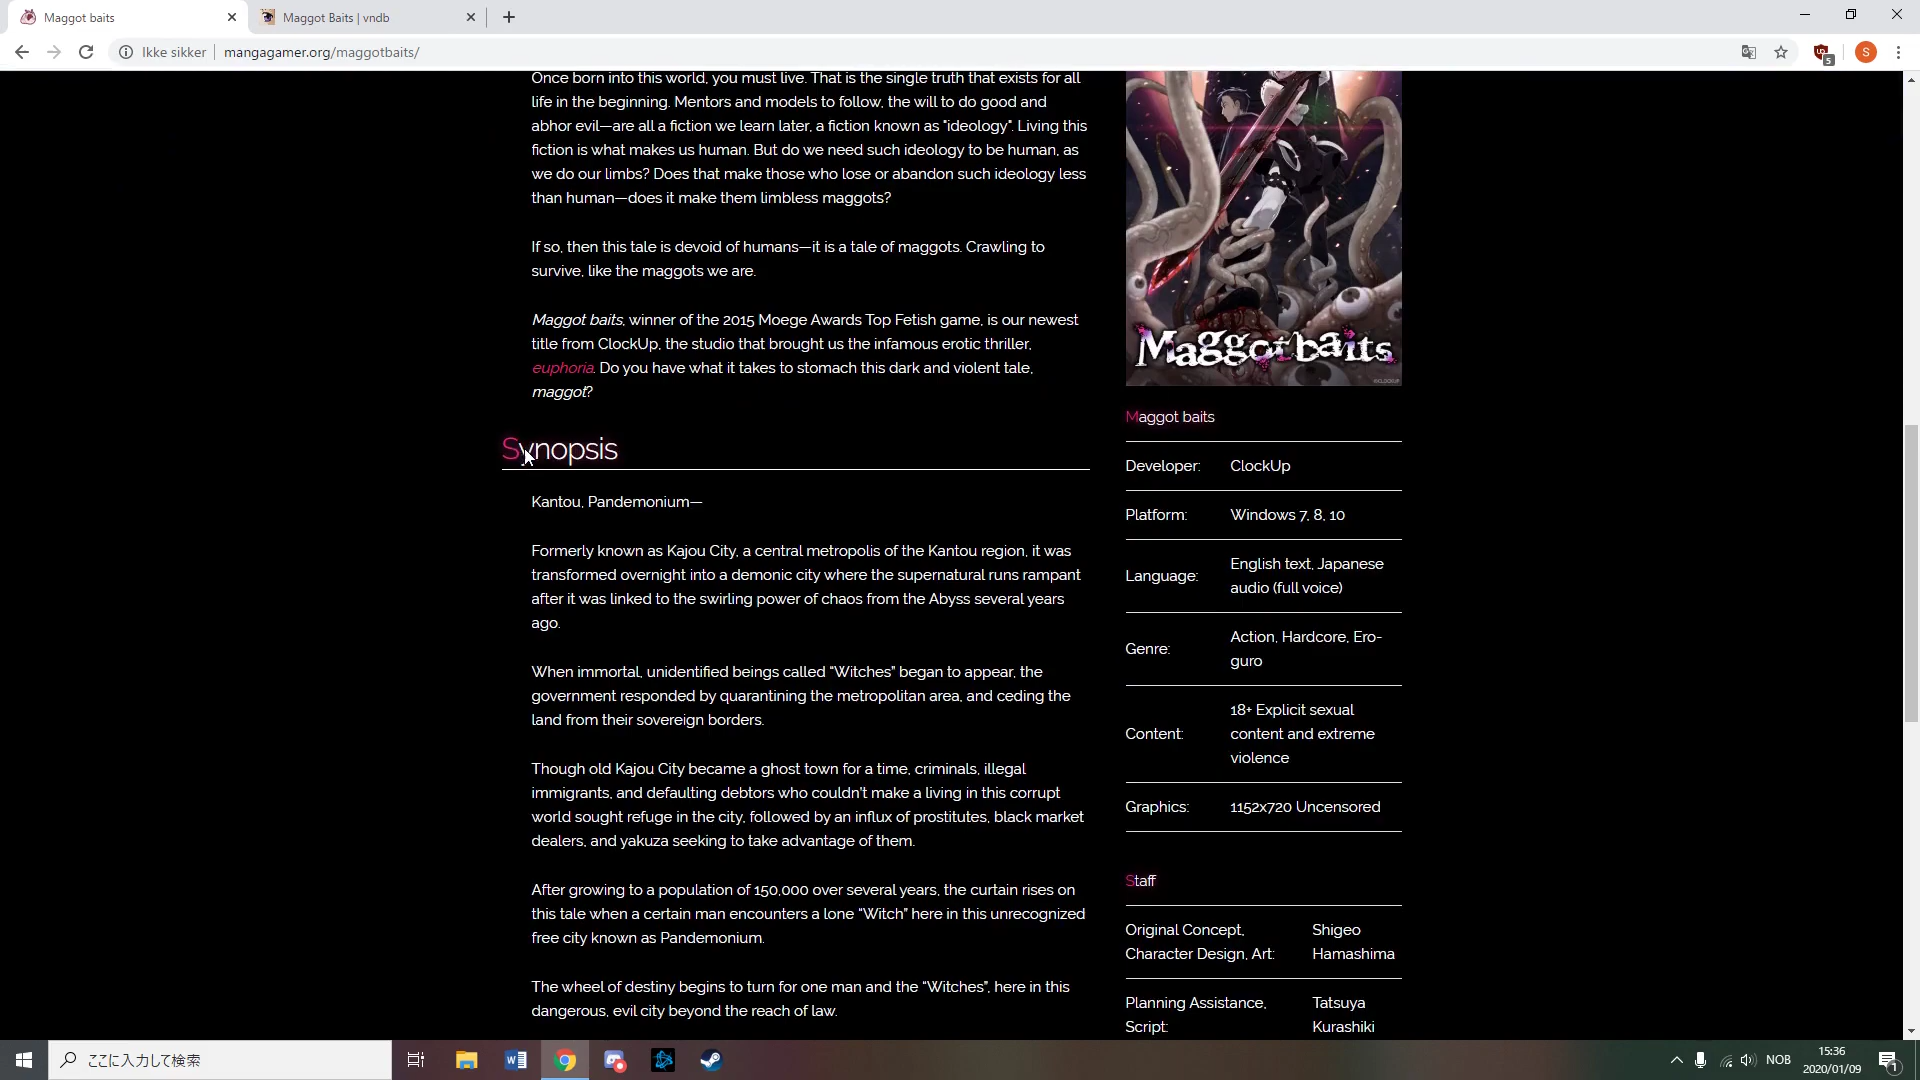 Maggot baits
Maggot Baits | vndb
Ikke sikker
mangagamer.org/maggotbaits/
5
S
Once born into this world, you must live. That is the single truth that exists for all
life in the beginning. Mentors and models to follow, the will to do good and
abhor evil—are all a fiction we learn later, a fiction known as "ideology". Living this
fiction is what makes us human. But do we need such ideology to be human, as
we do our limbs? Does that make those who lose or abandon such ideology less
than human—does it make them limbless maggots?
If so, then this tale is devoid of humans—it is a tale of maggots. Crawling to
survive, like the maggots we are.
Maggot baits, winner of the 2015 Moege Awards Top Fetish game, is our newest
title from ClockUp, the studio that brought us the infamous erotic thriller,
euphoria. Do you have what it takes to stomach this dark and violent tale,
maggot?
Synopsis
Kantou, Pandemonium—
Formerly known as Kajou City, a central metropolis of the Kantou region, it was
transformed overnight into a demonic city where the supernatural runs rampant
after it was linked to the swirling power of chaos from the Abyss several years
ago.
When immortal, unidentified beings called “Witches” began to appear, the
government responded by quarantining the metropolitan area, and ceding the
land from their sovereign borders.
Though old Kajou City became a ghost town for a time, criminals, illegal
immigrants, and defaulting debtors who couldn't make a living in this corrupt
world sought refuge in the city, followed by an influx of prostitutes, black market
dealers, and yakuza seeking to take advantage of them.
After growing to a population of 150,000 over several years, the curtain rises on
this tale when a certain man encounters a lone “Witch” here in this unrecognized
free city known as Pandemonium.
The wheel of destiny begins to turn for one man and the “Witches”, here in this
dangerous, evil city beyond the reach of law.
Maggot baits
©CLOCKUP
Maggot baits
Developer: ClockUp
Platform: Windows 7, 8, 10
Language: English text, Japanese
audio (full voice)
Genre: Action, Hardcore, Ero-
guro
Content: 18+ Explicit sexual
content and extreme
violence
Graphics: 1152x720 Uncensored
Staff
Original Concept, Shigeo
Character Design, Art: Hamashima
Planning Assistance, Tatsuya
Script: Kurashiki
ここに入力して検索
NOB
15:36
2020/01/09
1